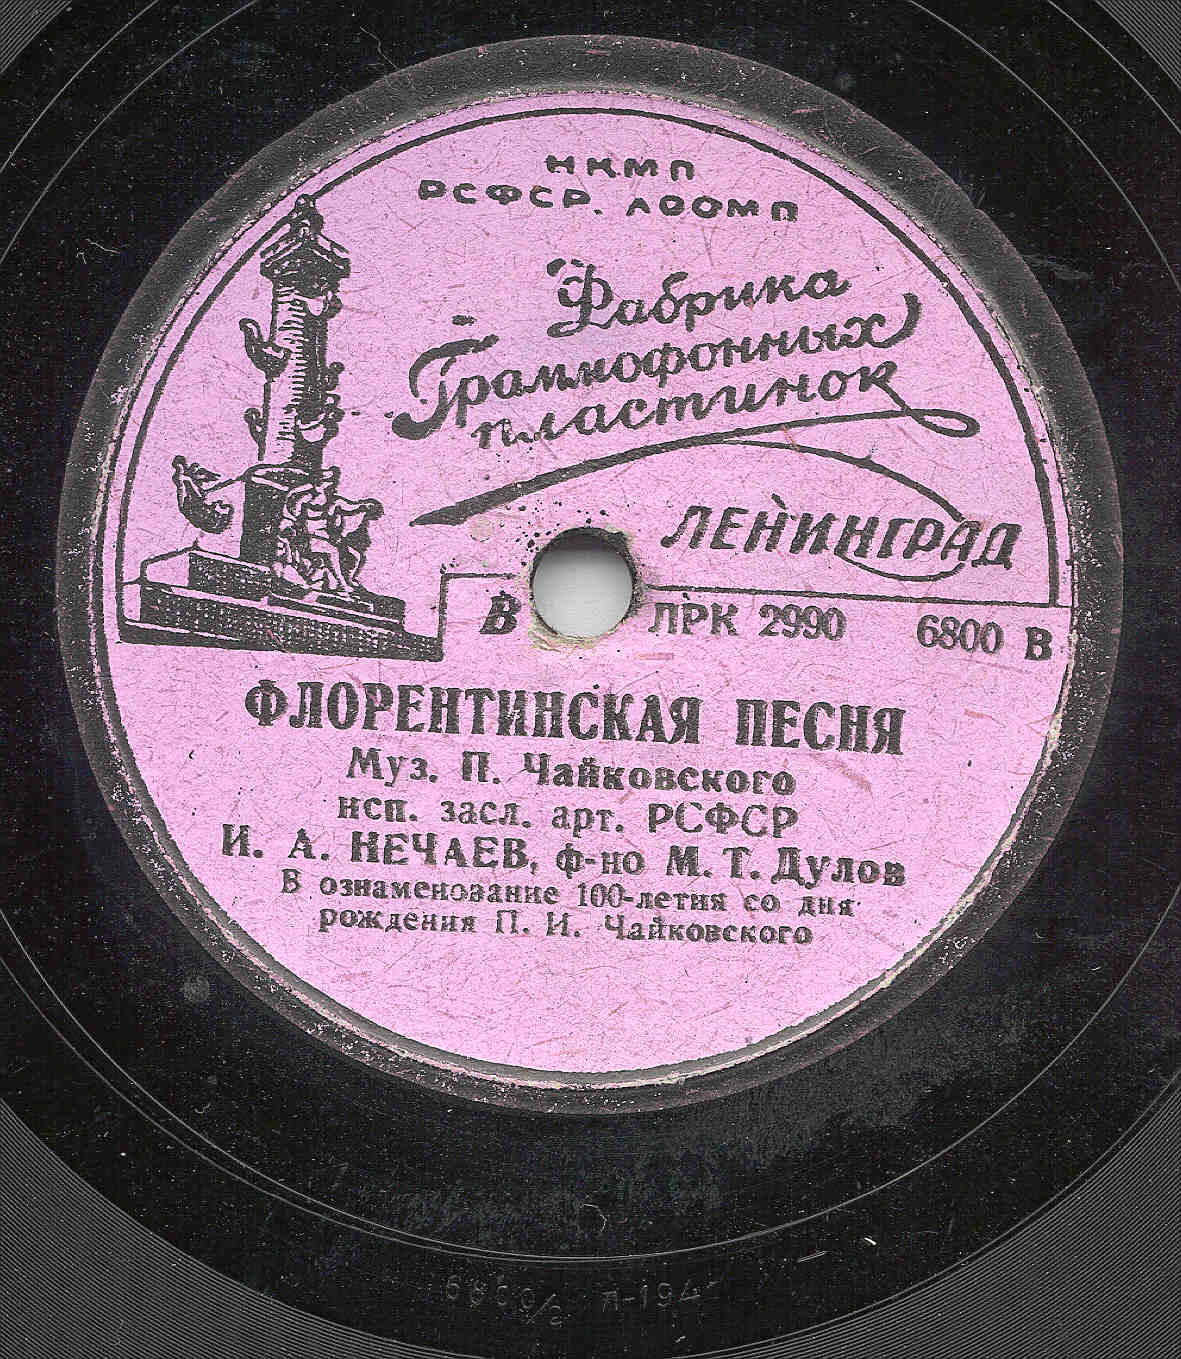 НКМП
РСФСР. ЛООМП
Фабрика
Граммофонных
пластинок
ЛЕНИНГРАД
В ЛРК 2990 6800 В
ФЛОРЕНТИНСКАЯ ПЕСНЯ
Муз. П. Чайковского
исп. засл. арт. РСФСР
И. А. НЕЧАЕВ, ф-но М. Т. Дулов
В ознаменование 100-летия со дня
рождения П. И. Чайковского